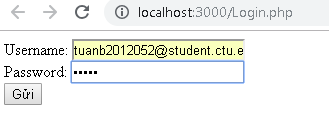 localhost:3000/Login.php
Username: tuanb2012052@student.ctu.e
Password: •••••
Gửi